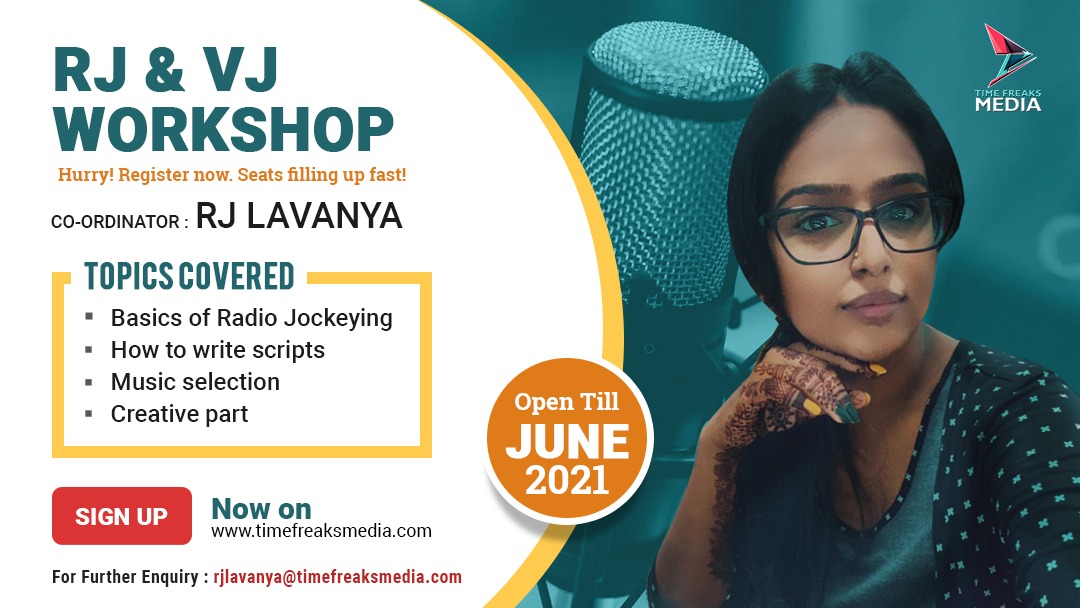 RJ & VJ
WORKSHOP
Hurry! Register now. Seats filling up fast!
CO-ORDINATOR : RJ LAVANYA
TOPICS COVERED
▪ Basics of Radio Jockeying
▪ How to write scripts
▪ Music selection
▪ Creative part
Open Till
JUNE
2021
SIGN UP
Now on
www.timefreaksmedia.com
For Further Enquiry : rjlavanya@timefreaksmedia.com
TIME FREAKS
MEDIA